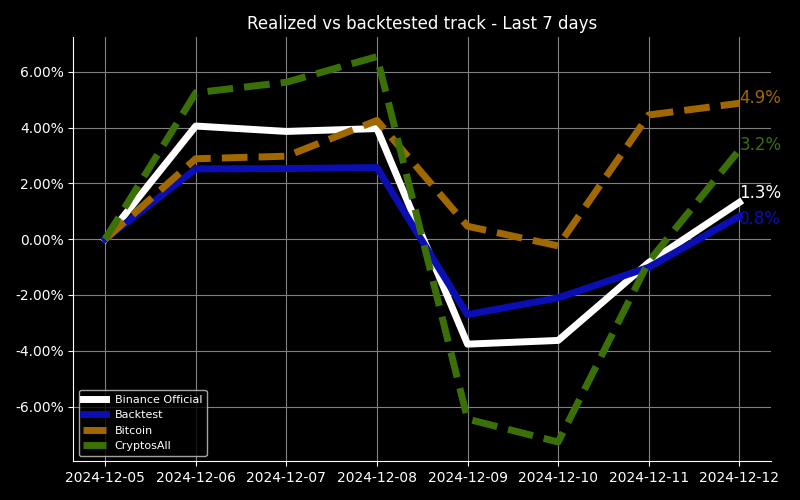 Realized vs backtested track - Last 7 days
6.00%
4.00%
2.00%
0.00%
-2.00%
-4.00%
-6.00%
4.9%
3.2%
1.3%
0.8%
Binance Official
Backtest
Bitcoin
CryptosAll
2024-12-05 2024-12-06 2024-12-07 2024-12-08 2024-12-09 2024-12-10 2024-12-11 2024-12-12